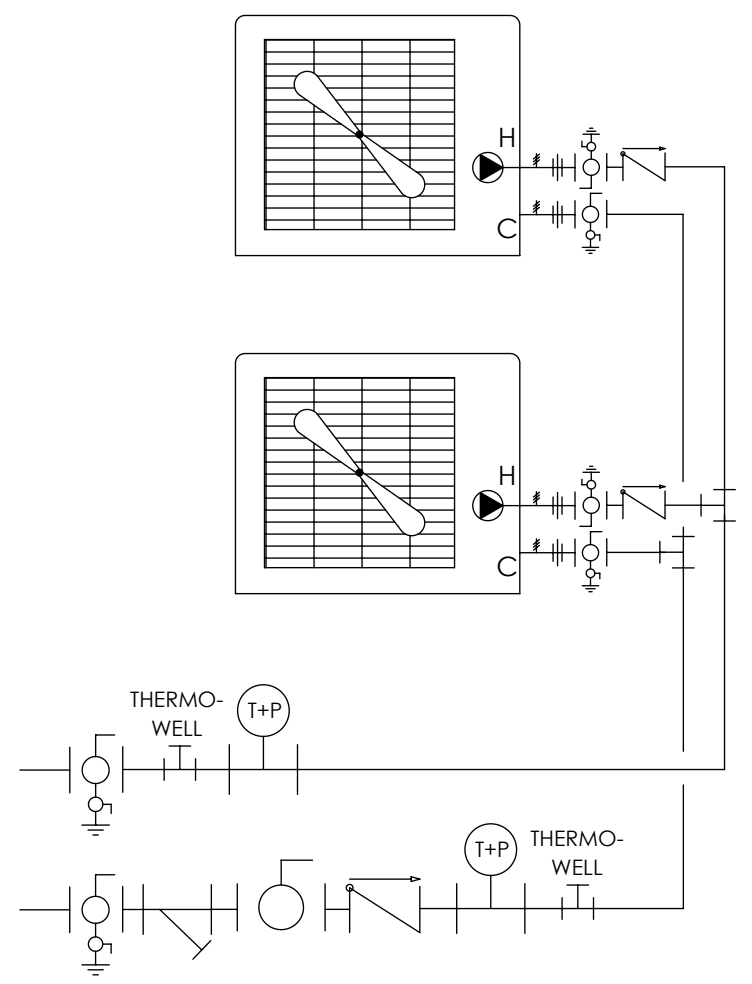 H
C
H
C
THERMO-
WELL
T+P
T+P
THERMO-
WELL